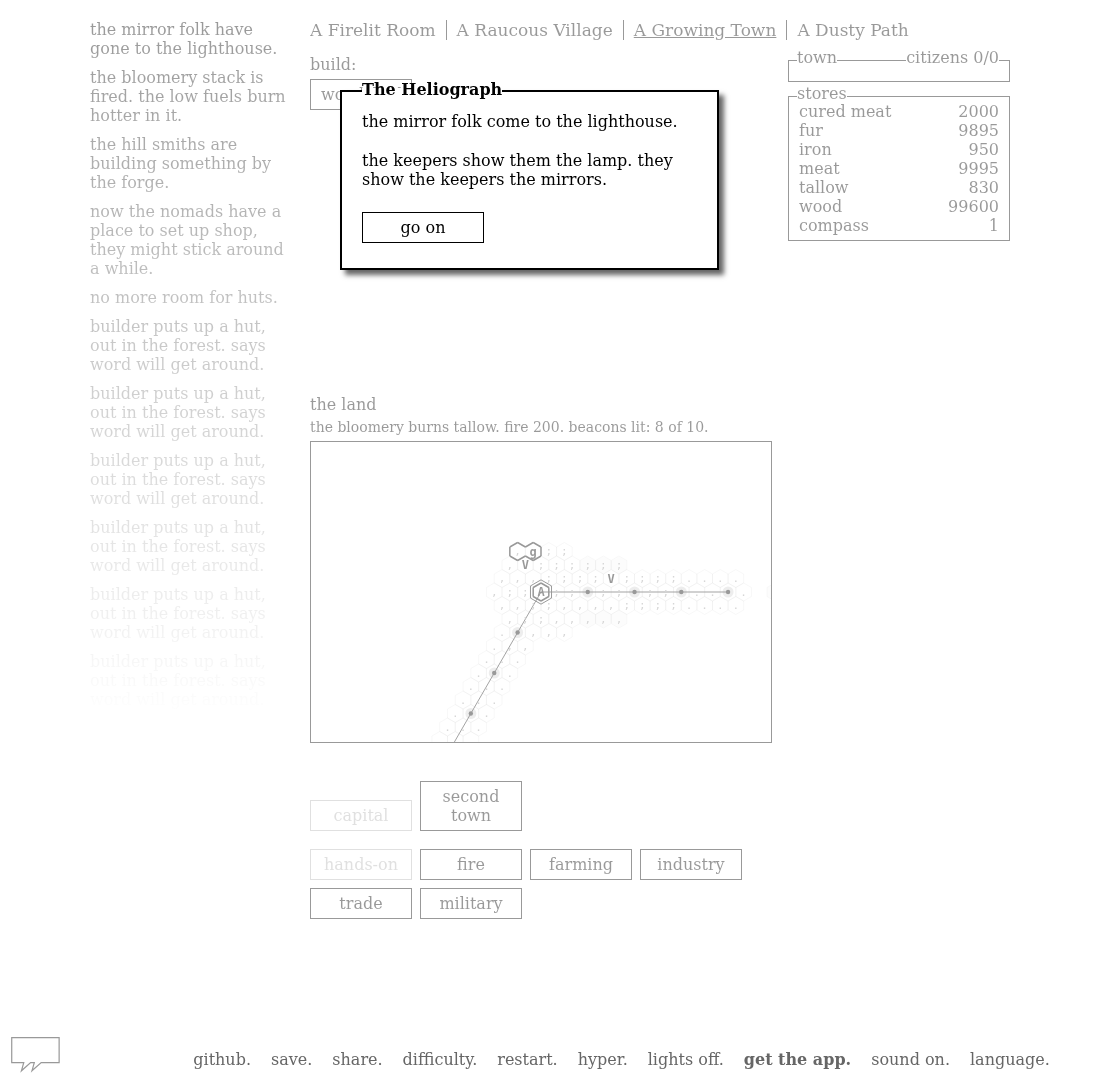 the mirror folk have
gone to the lighthouse.
the bloomery stack is
fired. the low fuels burn
hotter in it.
the hill smiths are
building something by
the forge.
now the nomads have a
place to set up shop,
they might stick around
a while.
no more room for huts.
builder puts up a hut,
out in the forest. says
word will get around.
builder puts up a hut,
out in the forest. says
word will get around.
builder puts up a hut,
out in the forest. says
word will get around.
builder puts up a hut,
out in the forest. says
word will get around.
builder puts up a hut,
out in the forest. says
word will get around.
builder puts up a hut,
out in the forest. says
word will get around.
A Firelit Room
A Raucous Village
A Growing Town
A Dusty Path
build:
The Heliograph
the mirror folk come to the lighthouse.
the keepers show them the lamp. they
show the keepers the mirrors.
go on
town citizens 0/0
stores
cured meat 2000
fur 9895
iron 950
meat 9995
tallow 830
wood 99600
compass 1
the land
the bloomery burns tallow. fire 200. beacons lit: 8 of 10.
g
V
V
A
capital
second
town
hands-on
fire
farming
industry
trade
military
github. save. share. difficulty. restart. hyper. lights off. get the app. sound on. language.